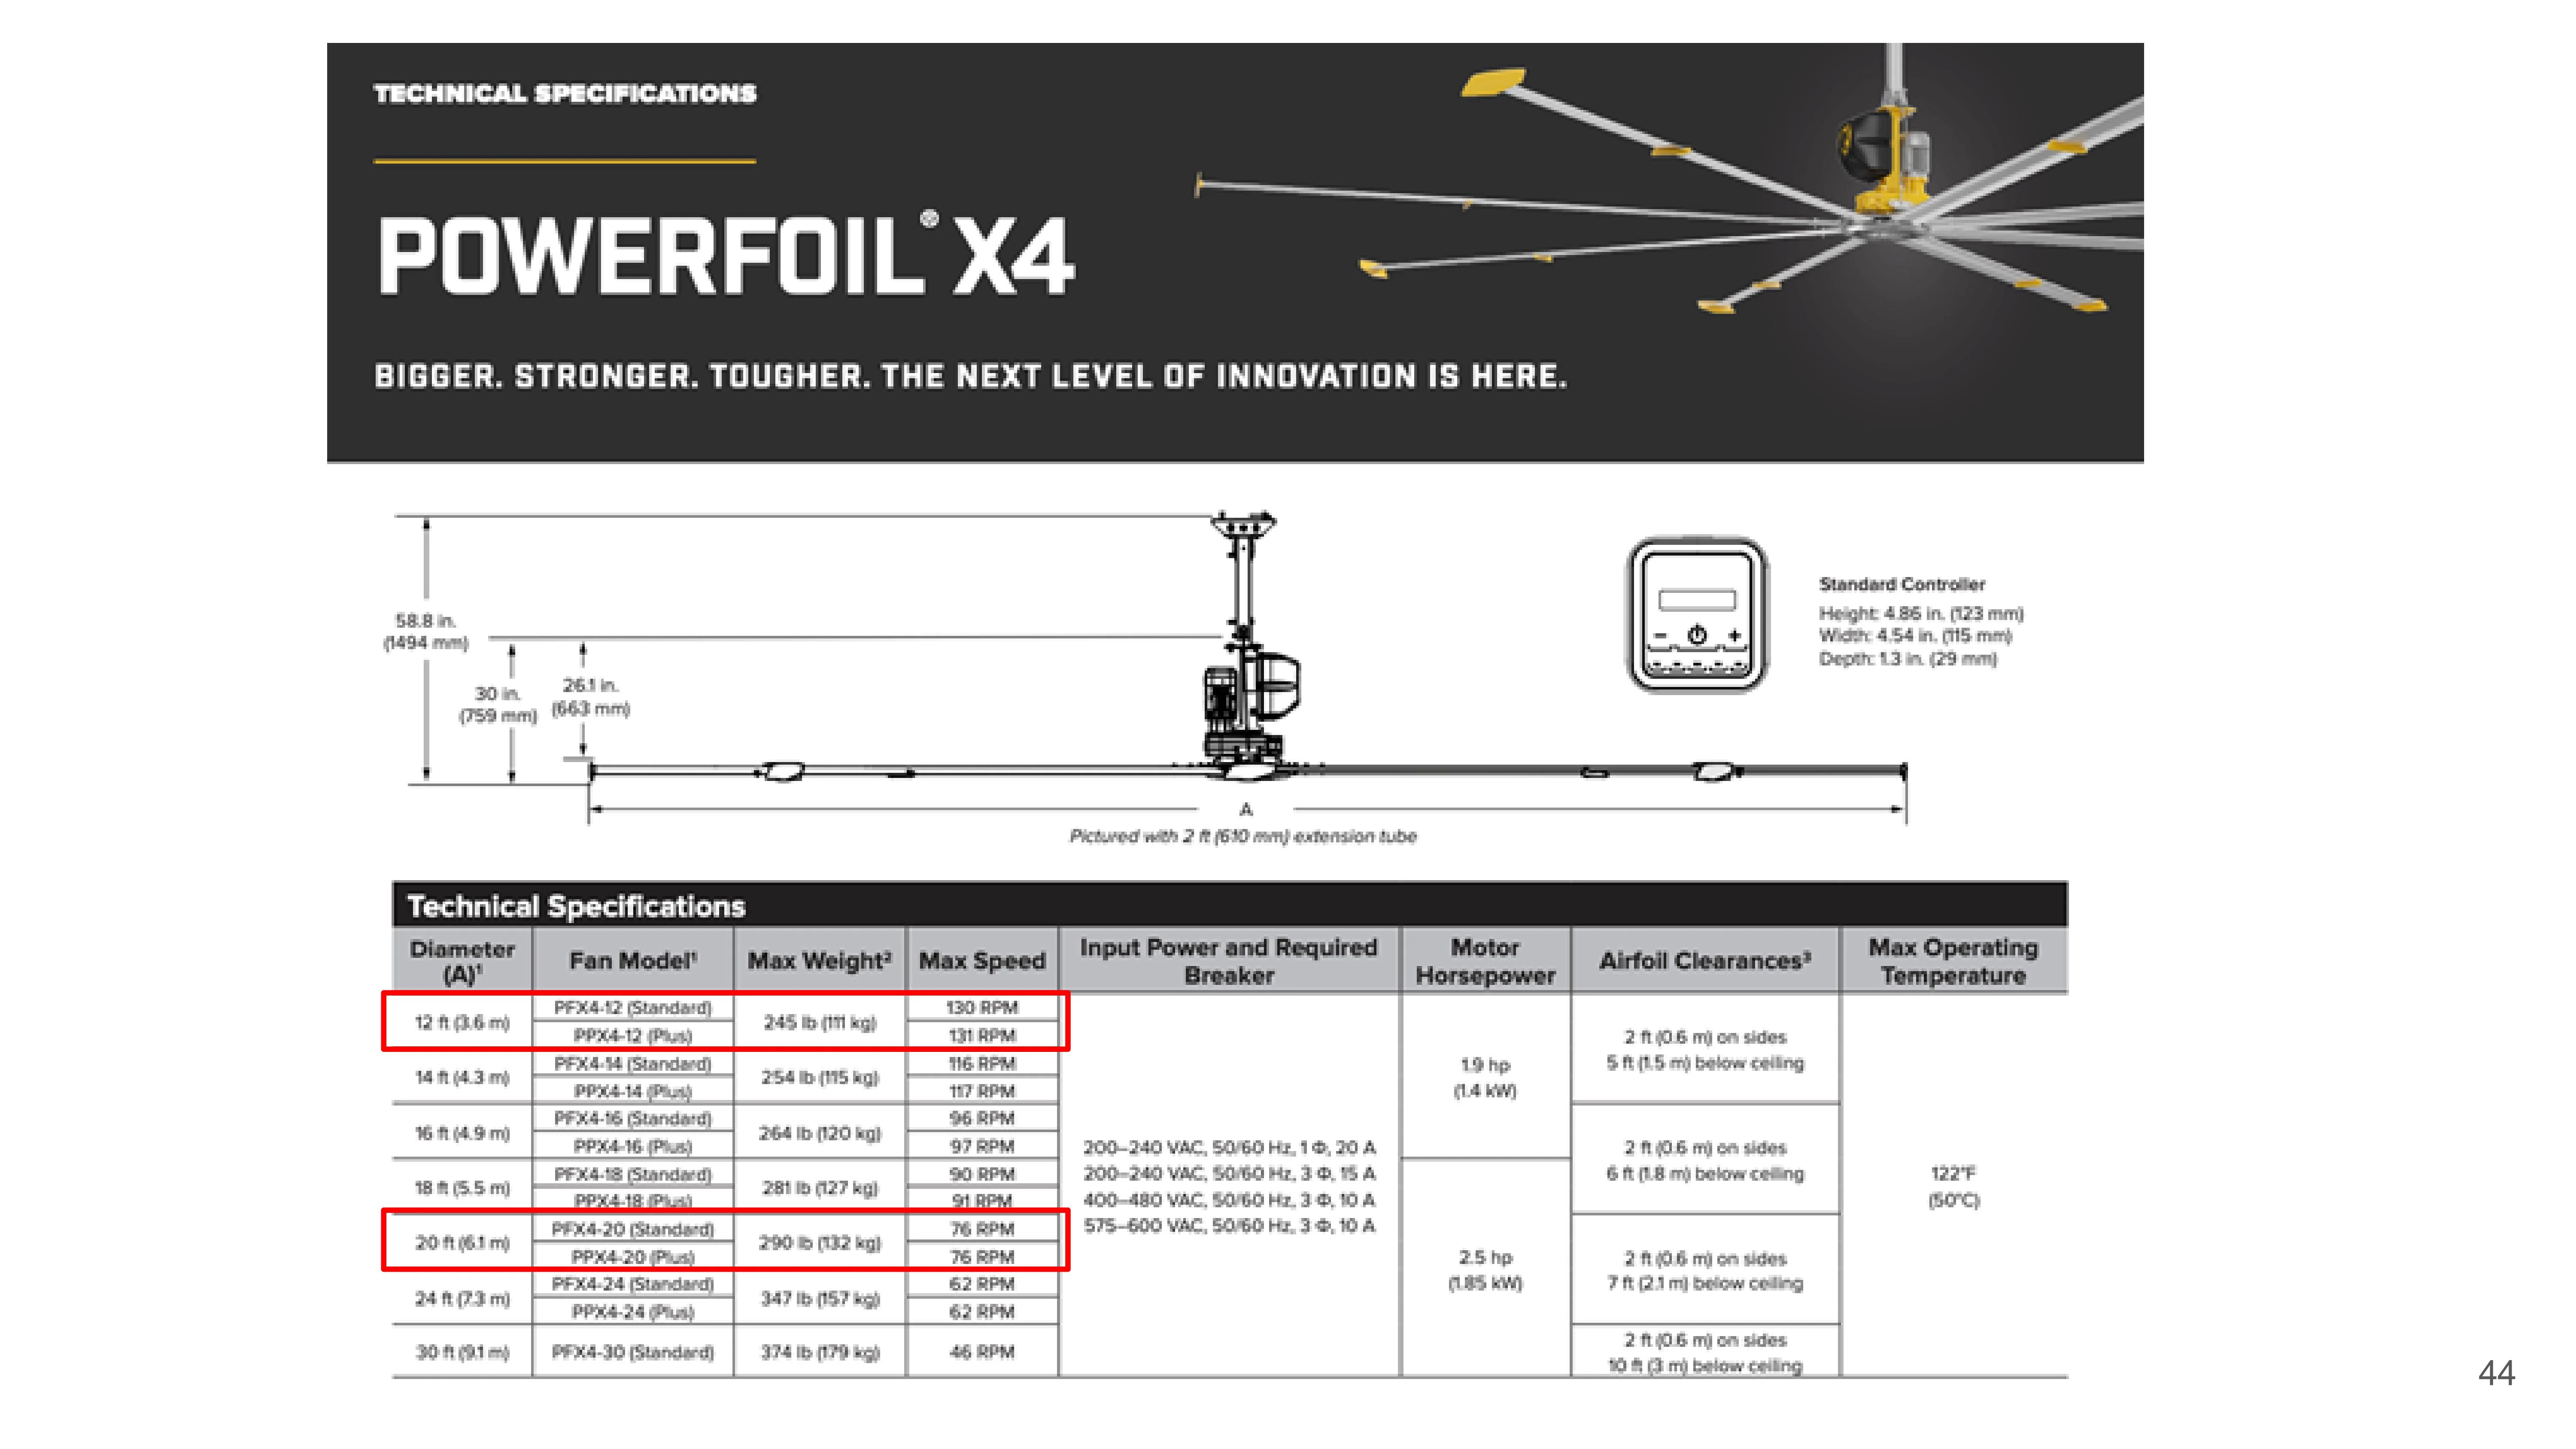 TECHNICAL SPECIFICATIONS
POWERFOIL® X4
BIGGER. STRONGER. TOUGHER. THE NEXT LEVEL OF INNOVATION IS HERE.
58.8 in.
(1494 mm)
30 in.
(759 mm)
26.1 in.
(663 mm)
Standard Controller
Height: 4.86 in. (123 mm)
Width: 4.54 in. (115 mm)
Depth: 1.3 in. (29 mm)
A
Pictured with 2 ft (610 mm) extension tube
Technical Specifications
Diameter (A)¹ Fan Model¹ Max Weight² Max Speed Input Power and Required Breaker Motor Horsepower Airfoil Clearances³ Max Operating Temperature
12 ft (3.6 m) PFX4-12 (Standard) 245 lb (111 kg) 130 RPM
PPX4-12 (Plus) 131 RPM
14 ft (4.3 m) PFX4-14 (Standard) 254 lb (115 kg) 116 RPM
PPX4-14 (Plus) 117 RPM
16 ft (4.9 m) PFX4-16 (Standard) 264 lb (120 kg) 96 RPM
PPX4-16 (Plus) 97 RPM
18 ft (5.5 m) PFX4-18 (Standard) 281 lb (127 kg) 90 RPM
PPX4-18 (Plus) 91 RPM
20 ft (6.1 m) PFX4-20 (Standard) 290 lb (132 kg) 76 RPM
PPX4-20 (Plus) 76 RPM
24 ft (7.3 m) PFX4-24 (Standard) 347 lb (157 kg) 62 RPM
PPX4-24 (Plus) 62 RPM
30 ft (9.1 m) PFX4-30 (Standard) 374 lb (179 kg) 46 RPM
200–240 VAC, 50/60 Hz, 1 Φ, 20 A
200–240 VAC, 50/60 Hz, 3 Φ, 15 A
400–480 VAC, 50/60 Hz, 3 Φ, 10 A
575–600 VAC, 50/60 Hz, 3 Φ, 10 A
1.9 hp
(1.4 kW)
2.5 hp
(1.85 kW)
2 ft (0.6 m) on sides
5 ft (1.5 m) below ceiling
2 ft (0.6 m) on sides
6 ft (1.8 m) below ceiling
2 ft (0.6 m) on sides
7 ft (2.1 m) below ceiling
2 ft (0.6 m) on sides
10 ft (3 m) below ceiling
122°F
(50°C)
44